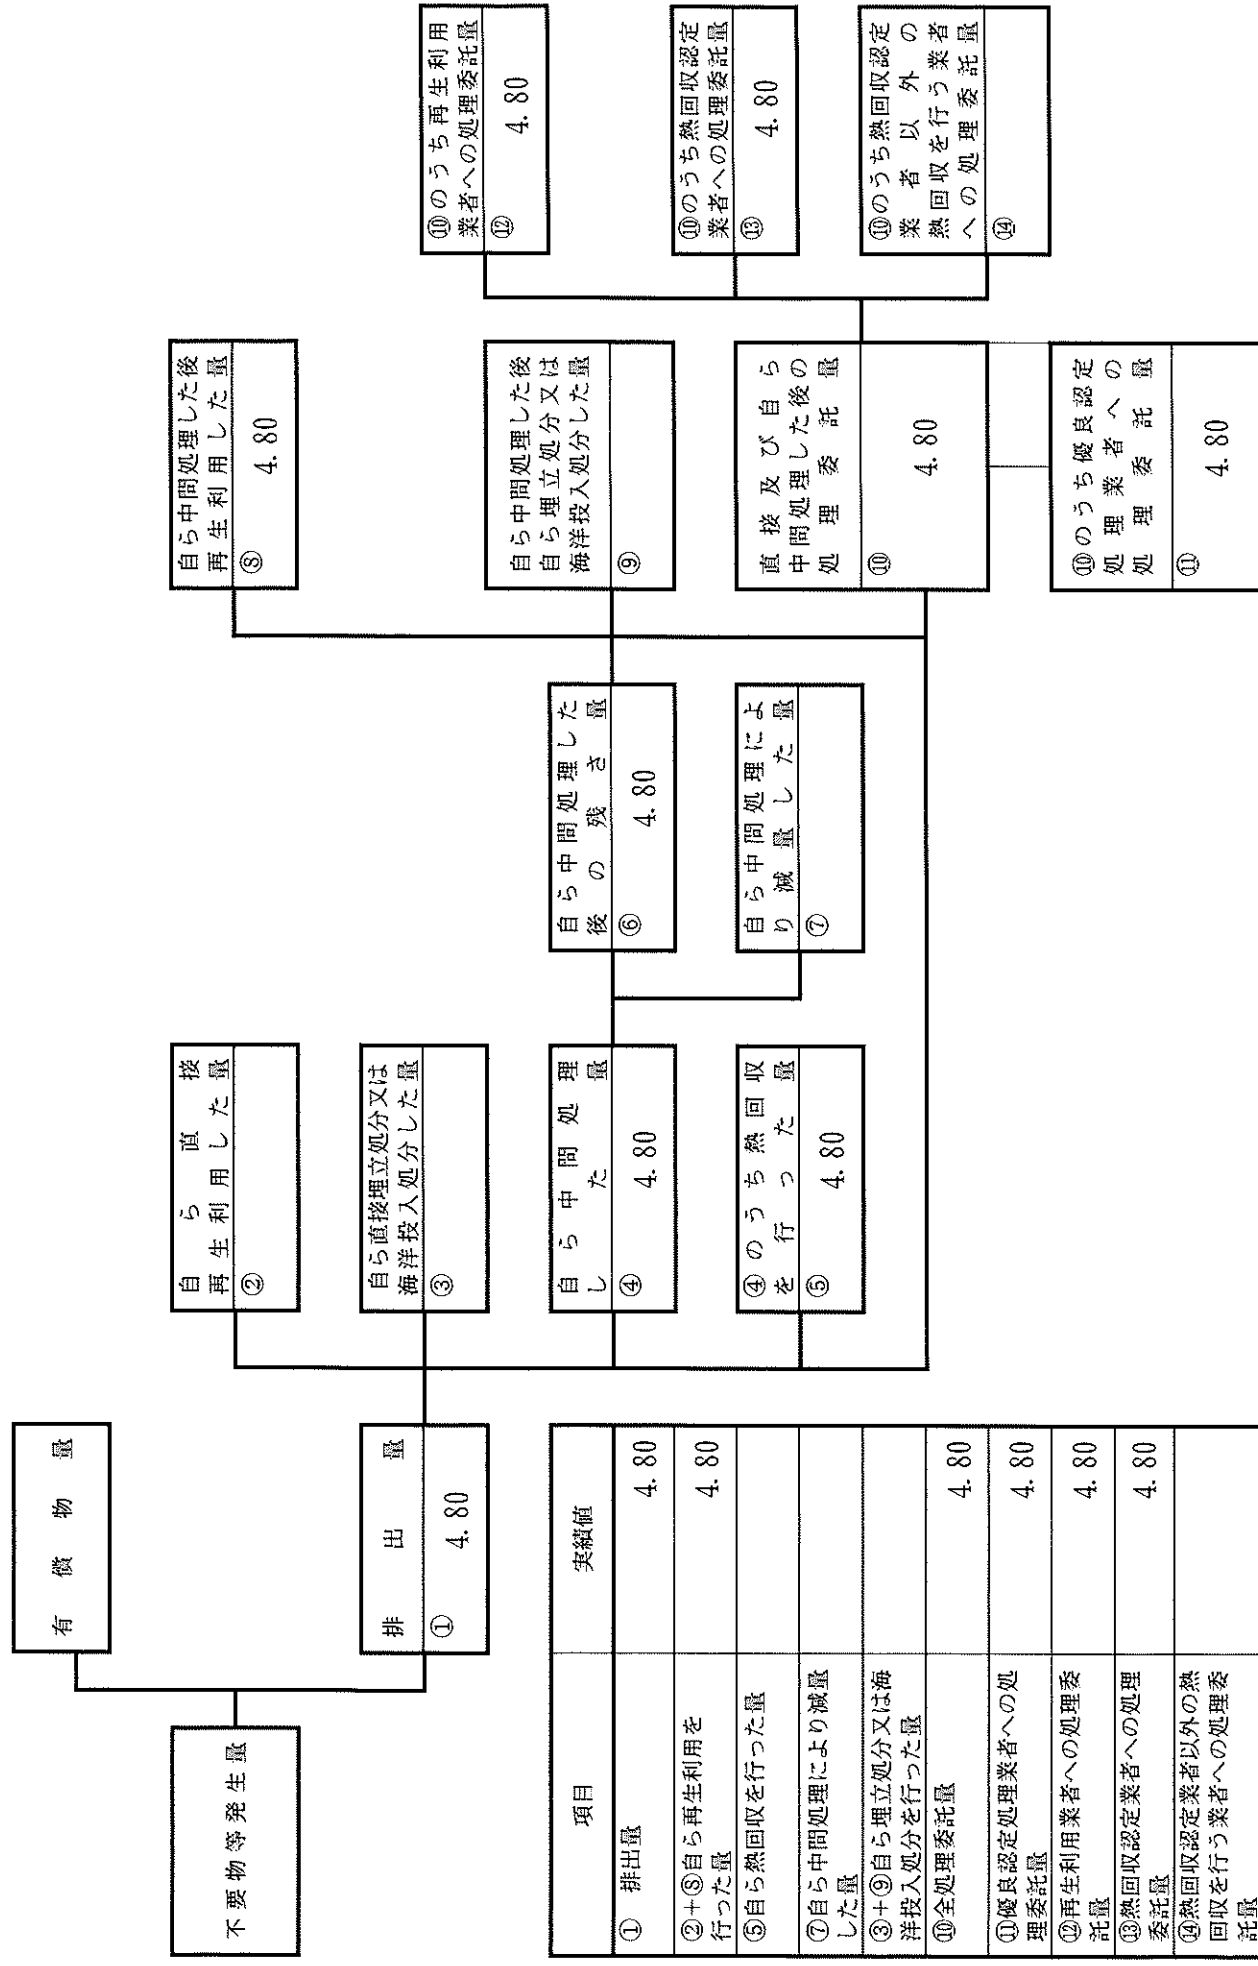 不要物等発生量
有償物量
排出量
① 4.80
自ら直接
再生利用した量
②
自ら直接埋立処分又は
海洋投入処分した量
③
自ら中間処理
した量
④ 4.80
④のうち熱回収
を行った量
⑤ 4.80
自ら中間処理した
後の残さ量
⑥ 4.80
自ら中間処理によ
り減量した量
⑦
自ら中間処理した後
再生利用した量
⑧ 4.80
自ら中間処理した後
自ら埋立処分又は
海洋投入処分した量
⑨
直接及び自ら
中間処理した後の
処理委託量
⑩ 4.80
⑩のうち優良認定
処理業者への
処理委託量
⑪ 4.80
⑩のうち再生利用
業者への処理委託量
⑫ 4.80
⑩のうち熱回収認定
業者への処理委託量
⑬ 4.80
⑩のうち熱回収認定
業者以外の
熱回収を行う業者
への処理委託量
⑭
項目 実績値
① 排出量 4.80
②+⑧自ら再生利用を
行った量 4.80
⑤自ら熱回収を行った量
⑦自ら中間処理により減量
した量
③+⑨自ら埋立処分又は海
洋投入処分を行った量
⑩全処理委託量 4.80
⑪優良認定処理業者への処
理委託量 4.80
⑫再生利用業者への処理委
託量 4.80
⑬熱回収認定業者への処理
委託量 4.80
⑭熱回収認定業者以外の熱
回収を行う業者への処理委
託量